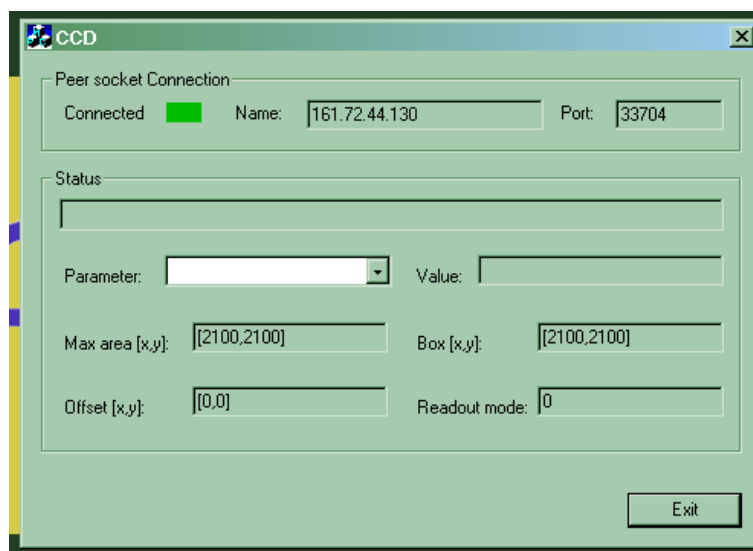 CCD
Peer socket Connection
Connected Name: 161.72.44.130 Port: 33704
Status
Parameter: Value:
Max area [x,y]: [2100,2100] Box [x,y]: [2100,2100]
Offset [x,y]: [0,0] Readout mode: 0
Exit